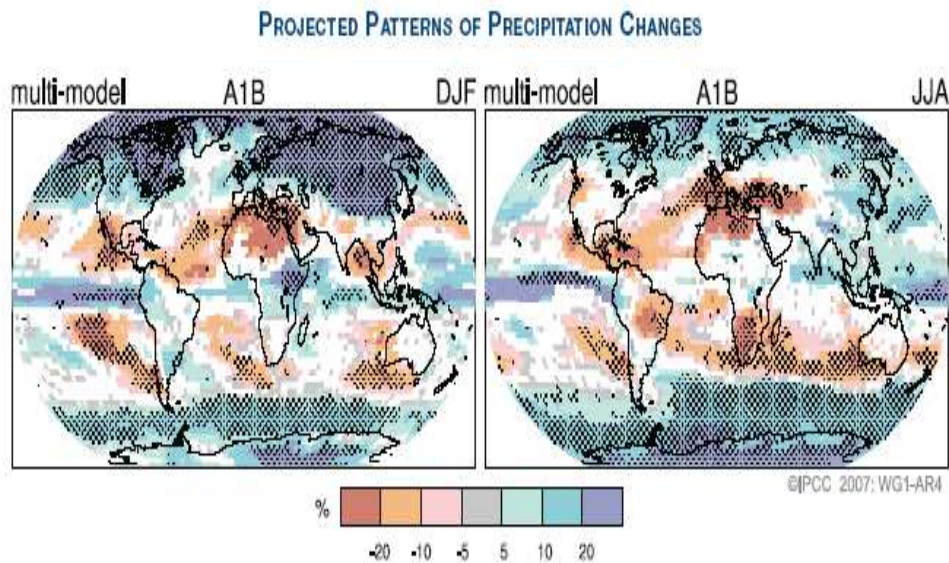 PROJECTED PATTERNS OF PRECIPITATION CHANGES
multi-model A1B DJF
multi-model A1B JJA
©IPCC 2007: WG1-AR4
%
-20 -10 -5 5 10 20